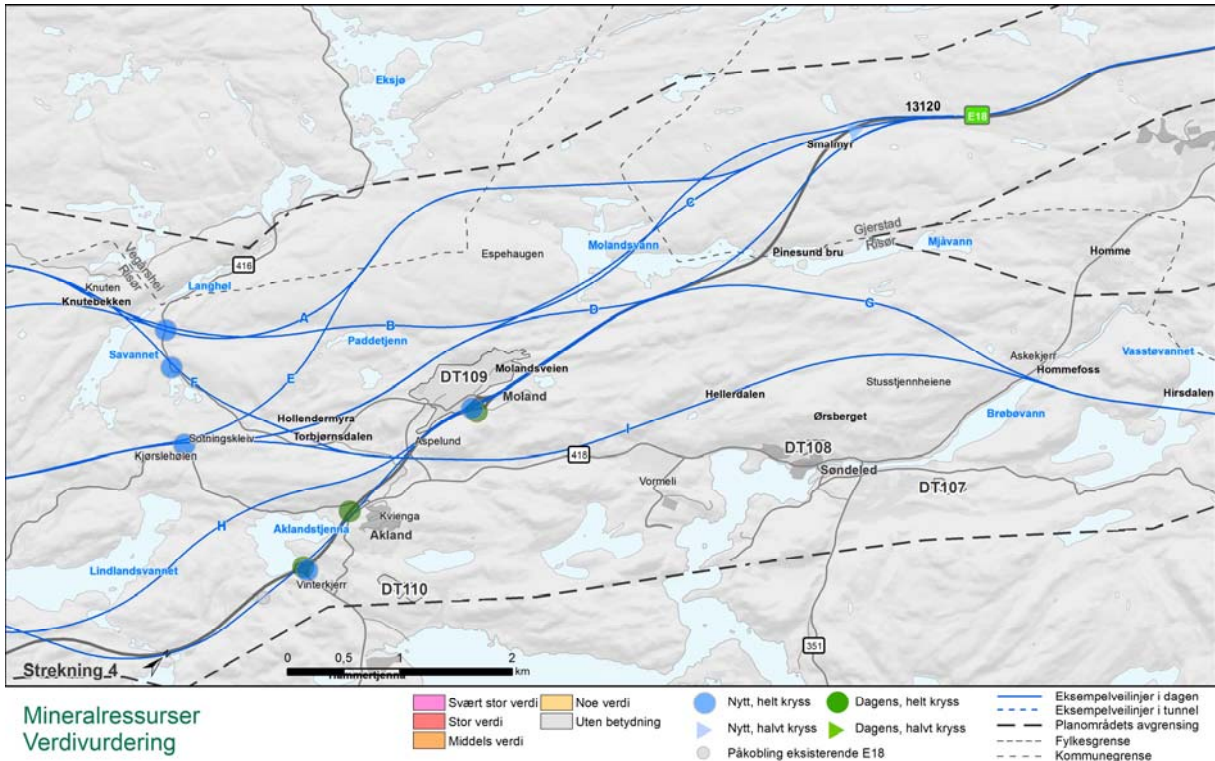 Eksjø
13120
E18
Smalmyr
C
Gjerstad
Risør
Mjåvann
Homme
Molandsvann
Pinesund bru
Espehaugen
416
Vegårshei
Risør
Langhøl
Knuten
Knutebekken
A
B
D
G
Paddetjenn
Savannet
F
E
Askekjerr
Vasstøvannet
Hommefoss
Hirsdalen
Molandsveien
DT109
Moland
Stusstjennheiene
Hellerdalen
Brøbøvann
Ørsberget
Hollendermyra
Torbjørnsdalen
Sotningskleiv
Kjørslehølen
Aspelund
I
418
DT108
Søndeled
DT107
Vormeli
H
Aklandstjenna
Kvienga
Akland
Lindlandsvannet
Vinterkjerr
DT110
351
Strekning 4
0 0,5 1 2
km
Hammertjenna
Mineralressurser
Verdivurdering
Svært stor verdi
Stor verdi
Middels verdi
Noe verdi
Uten betydning
Nytt, helt kryss
Nytt, halvt kryss
Påkobling eksisterende E18
Dagens, helt kryss
Dagens, halvt kryss
Eksempelveilinjer i dagen
Eksempelveilinjer i tunnel
Planområdets avgrensing
Fylkesgrense
Kommunegrense